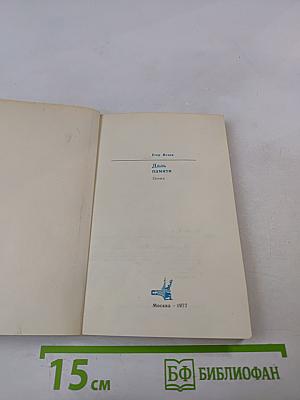 Егор Исаев
Даль
памяти
Поэма
Москва - 1977
15 см
БФ БИБЛИОФАН